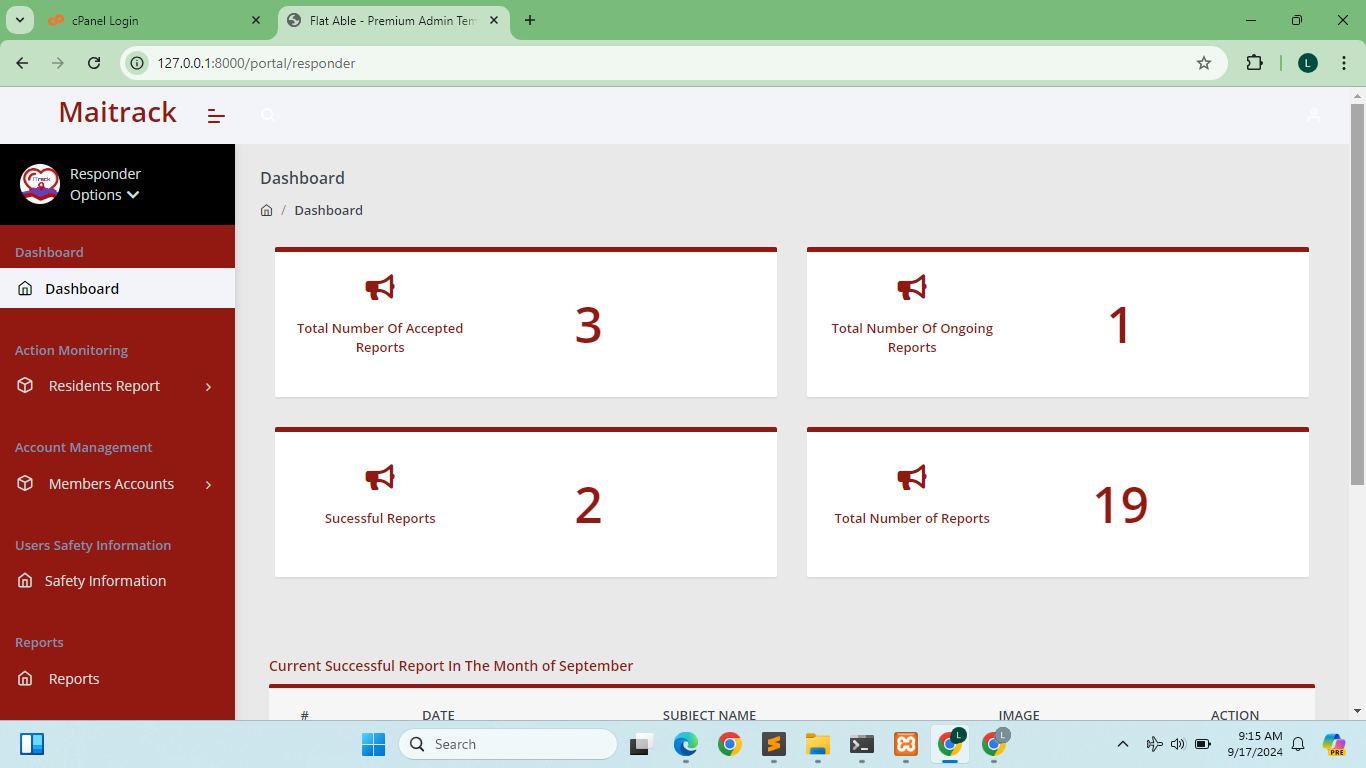 cPanel Login
Flat Able - Premium Admin Tem
127.0.0.1:8000/portal/responder
L
Maitrack
iTrack
Responder
Options
Dashboard
Dashboard
Action Monitoring
Residents Report
Account Management
Members Accounts
Users Safety Information
Safety Information
Reports
Reports
Dashboard
/ Dashboard
Total Number Of Accepted
Reports
3
Total Number Of Ongoing
Reports
1
Sucessful Reports
2
Total Number of Reports
19
Current Successful Report In The Month of September
# DATE SUBJECT NAME IMAGE ACTION
Search
L
L
9:15 AM
9/17/2024
PRE